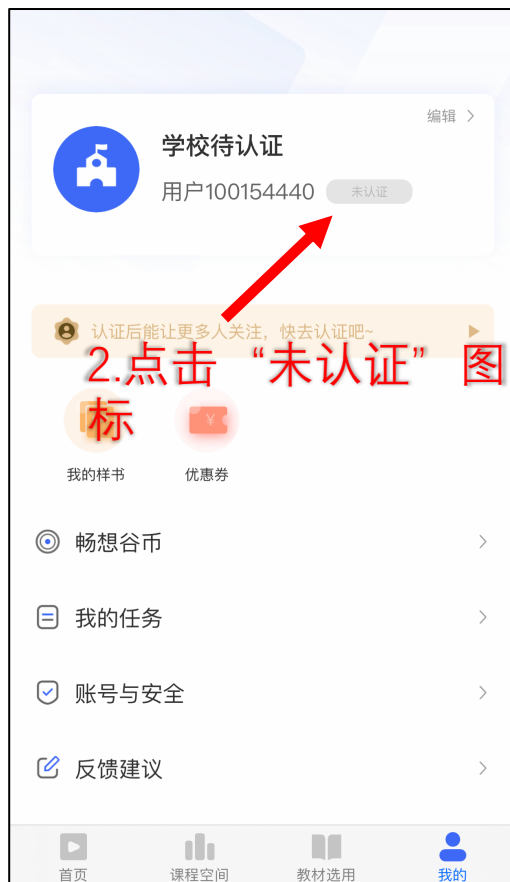 编辑
学校待认证
用户100154440 未认证
认证后能让更多人关注，快去认证吧~
2.点击“未认证”图
标
¥
我的样书 优惠券
畅想谷币
我的任务
账号与安全
反馈建议
首页 课程空间 教材选用 我的